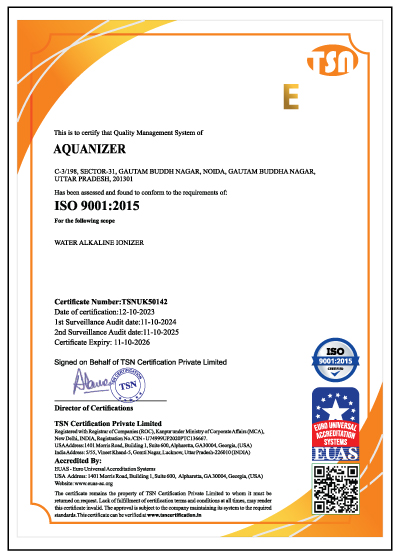 TSN
E
This is to certify that Quality Management System of
AQUANIZER
C-3/198, SECTOR-31, GAUTAM BUDDH NAGAR, NOIDA, GAUTAM BUDDHA NAGAR,
UTTAR PRADESH, 201301
Has been assessed and found to conform to the requirements of:
ISO 9001:2015
For the following scope
WATER ALKALINE IONIZER
Certificate Number:TSNUK50142
Date of certification:12-10-2023
1st Surveillance Audit date:11-10-2024
2nd Surveillance Audit date:11-10-2025
Certificate Expiry: 11-10-2026
Signed on Behalf of TSN Certification Private Limited
TSN
Director of Certifications
ISO
9001:2015
CERTIFIED
EURO UNIVERSAL
ACCREDITATION
SYSTEMS
EUAS
TSN Certification Private Limited
Registered with Registrar of Companies (ROC), Kanpur under Ministry of Corporate Affairs (MCA),
New Delhi, INDIA, Registration No./CIN - U74999UP2020PTC136667.
USA Address:1401 Morris Road, Building 1, Suite 600, Alpharetta, GA 30004, Georgia, (USA)
India Address: 5/55, Vineet Khand-5, Gomti Nagar, Lucknow, Uttar Pradesh-226010 (INDIA)
Accredited By:
EUAS - Euro Universal Accreditation Systems
USA Address: 1401 Morris Road, Building 1, Suite 600, Alpharetta, GA 30004, Georgia, (USA)
Website: www.euas-ac.org
The certificate remains the property of TSN Certification Private Limited to whom it must be
returned on request. Lack of fulfillment of certification terms and conditions at all times, may render
this certificate invalid. The approval is subject to the company maintaining its system to the required
standards. This certificate can be verified at www.tsncertification.in